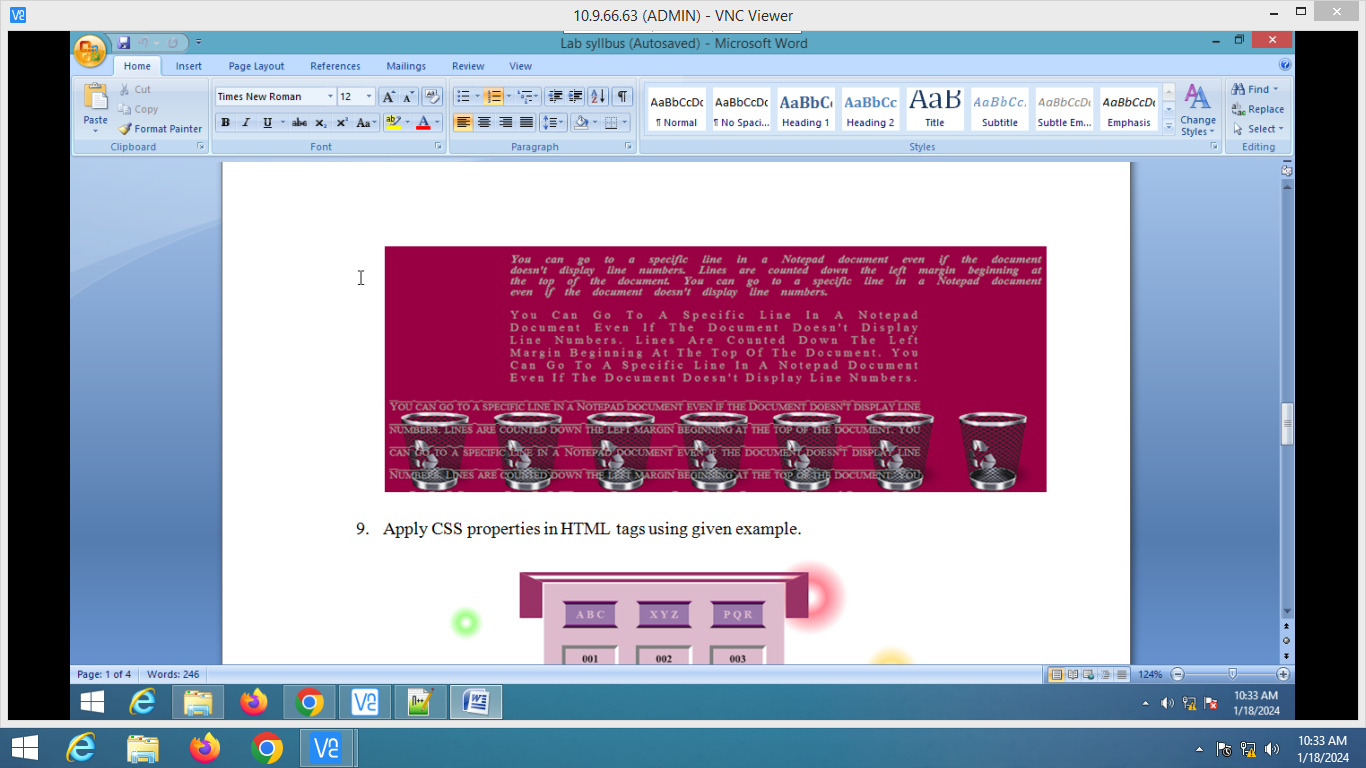 10.9.66.63 (ADMIN) - VNC Viewer
Lab syllbus (Autosaved) - Microsoft Word
Home Insert Page Layout References Mailings Review View
Paste
Cut
Copy
Format Painter
Clipboard
Times New Roman 12
Font
Paragraph
AaBbCcDc AaBbCcDc AaBbC AaBbCc AaB AaBbCc. AaBbCcDc AaBbCcDc
¶ Normal ¶ No Spaci... Heading 1 Heading 2 Title Subtitle Subtle Em... Emphasis
Change
Styles
Styles
Find
Replace
Select
Editing
You can go to a specific line in a Notepad document even if the document
doesn't display line numbers. Lines are counted down the left margin beginning at
the top of the document. You can go to a specific line in a Notepad document
even if the document doesn't display line numbers.
You Can Go To A Specific Line In A Notepad
Document Even If The Document Doesn't Display
Line Numbers. Lines Are Counted Down The Left
Margin Beginning At The Top Of The Document. You
Can Go To A Specific Line In A Notepad Document
Even If The Document Doesn't Display Line Numbers.
You can go to a specific line in a Notepad document even if the Document doesn't display line
numbers. lines are counted down the left margin beginning at the top of the document. You
can go to a specific line in a Notepad document even if the document doesn't display line
Numbers. Lines are counted down the left margin beginning at the top of the document. You
9. Apply CSS properties in HTML tags using given example.
ABC XYZ PQR
001 002 003
Page: 1 of 4 Words: 246
124%
10:33 AM
1/18/2024
10:33 AM
1/18/2024